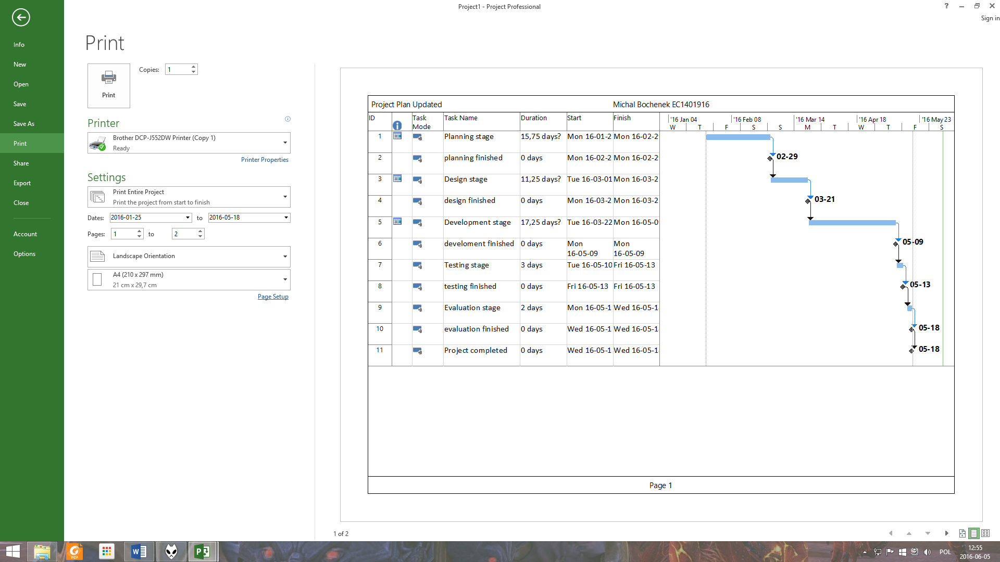 Project1 - Project Professional
?
Sign in
Info
New
Open
Save
Save As
Print
Share
Export
Close
Account
Options
Print
Print
Copies: 1
Printer
Brother DCP-J552DW Printer (Copy 1)
Ready
Printer Properties
Settings
Print Entire Project
Print the project from start to finish
Dates: 2016-01-25 to 2016-05-18
Pages: 1 to 2
Landscape Orientation
A4 (210 x 297 mm)
21 cm x 29,7 cm
Page Setup
Project Plan Updated Michal Bochenek EC1401916
ID Task Mode Task Name Duration Start Finish '16 Jan 04 '16 Feb 08 '16 Mar 14 '16 Apr 18 '16 May 23
W T F S S M T W T F S
1 Planning stage 15,75 days? Mon 16-01-2 Mon 16-02-2
2 planning finished 0 days Mon 16-02-2 Mon 16-02-2 02-29
3 Design stage 11,25 days? Tue 16-03-01 Mon 16-03-2
4 design finished 0 days Mon 16-03-2 Mon 16-03-2 03-21
5 Development stage 17,25 days? Tue 16-03-22 Mon 16-05-0
6 develoment finished 0 days Mon 16-05-09 Mon 16-05-09 05-09
7 Testing stage 3 days Tue 16-05-10 Fri 16-05-13
8 testing finished 0 days Fri 16-05-13 Fri 16-05-13 05-13
9 Evaluation stage 2 days Mon 16-05-1 Wed 16-05-1
10 evaluation finished 0 days Wed 16-05-1 Wed 16-05-1 05-18
11 Project completed 0 days Wed 16-05-1 Wed 16-05-1 05-18
Page 1
1 of 2
PDF
POL
12:55
2016-06-05